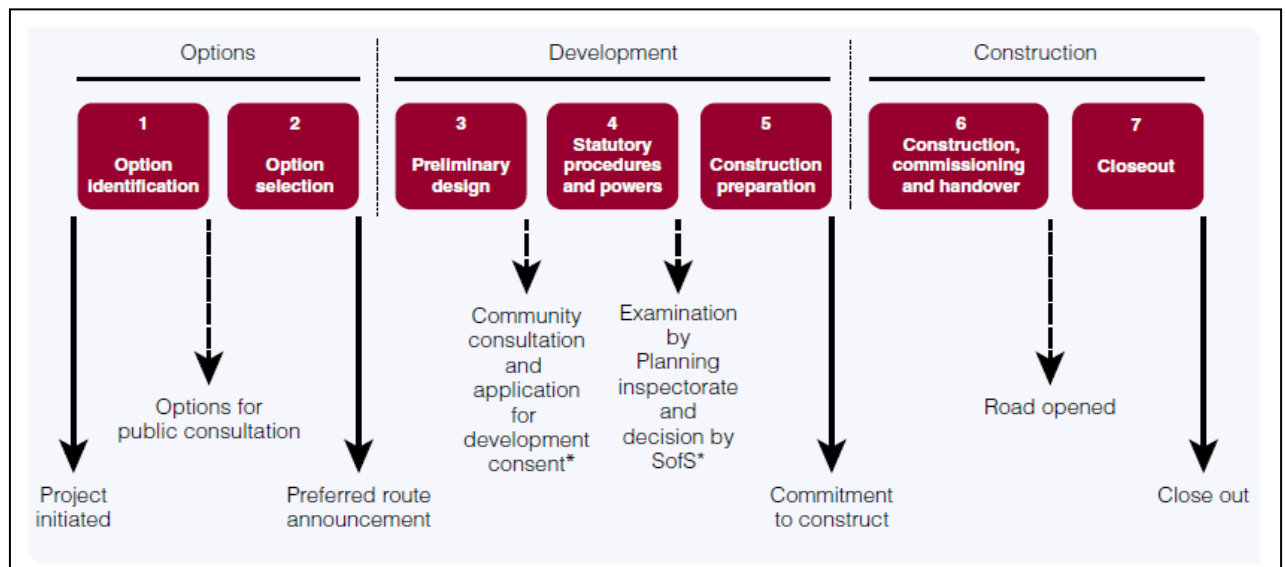 Options
Development
Construction
1
Option
identification
2
Option
selection
3
Preliminary
design
4
Statutory
procedures
and powers
5
Construction
preparation
6
Construction,
commissioning
and handover
7
Closeout
Project
initiated
Options for
public consultation
Preferred route
announcement
Community
consultation
and
application
for
development
consent*
Examination
by
Planning
inspectorate
and
decision by
SofS*
Commitment
to construct
Road opened
Close out